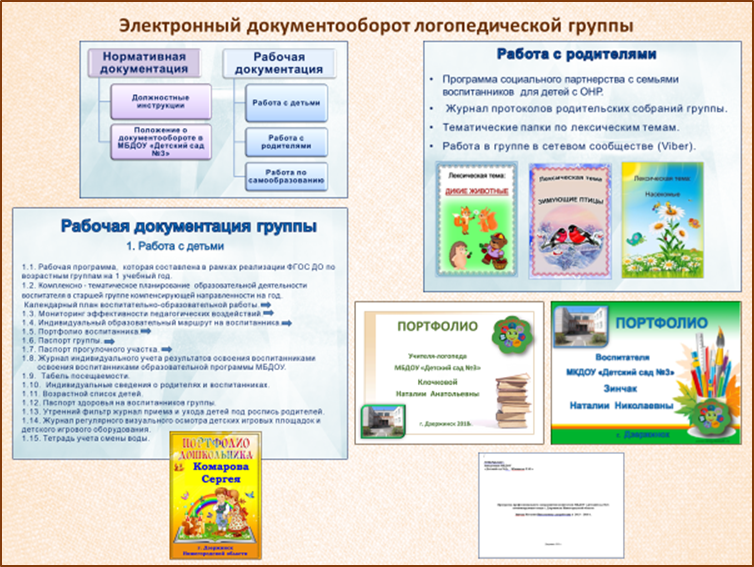 Электронный документооборот логопедической группы
Нормативная
документация
Рабочая
документация
Должностные
инструкции
Положение о
документообороте в
МБДОУ «Детский сад
№3»
Работа с детьми
Работа с
родителями
Работа по
самообразованию
Работа с родителями
• Программа социального партнерства с семьями
воспитанников для детей с ОНР.
• Журнал протоколов родительских собраний группы.
• Тематические папки по лексическим темам.
• Работа в группе в сетевом сообществе (Viber).
Лексическая тема:
ДИКИЕ ЖИВОТНЫЕ
Лексическая тема
ЗИМУЮЩИЕ ПТИЦЫ
Лексическая тема:
Насекомые
Рабочая документация группы
1. Работа с детьми
1.1. Рабочая программа, которая составлена в рамках реализации ФГОС ДО по
возрастным группам на 1 учебный год.
1.2. Комплексно - тематическое планирование образовательной деятельности
воспитателя в старшей группе компенсирующей направленности на год.
Календарный план воспитательно-образовательной работы.
1.3. Мониторинг эффективности педагогических воздействий.
1.4. Индивидуальный образовательный маршрут на воспитанника
1.5. Портфолио воспитанника
1.6. Паспорт группы.
1.7. Паспорт прогулочного участка.
1.8. Журнал индивидуального учета результатов освоения воспитанниками
освоения воспитанниками образовательной программы МБДОУ.
1.9. Табель посещаемости.
1.10. Индивидуальные сведения о родителях и воспитанниках.
1.11. Возрастной список детей.
1.12. Паспорт здоровья на воспитанников группы.
1.13. Утренний фильтр журнал приема и ухода детей под роспись родителей.
1.14. Журнал регулярного визуального осмотра детских игровых площадок и
детского игрового оборудования.
1.15. Тетрадь учета смены воды.
ПОРТФОЛИО
Учителя-логопеда
МБДОУ «Детский сад №3»
Клочковой
Наталии Анатольевны
г. Дзержинск 2018г.
ПОРТФОЛИО
Воспитателя
МКДОУ «Детский сад №3»
Зинчак
Наталии Николаевны
г. Дзержинск
ПОРТФОЛИО
ДОШКОЛЬНИКА
Комарова
Сергея
г. Дзержинск
Нижегородской области